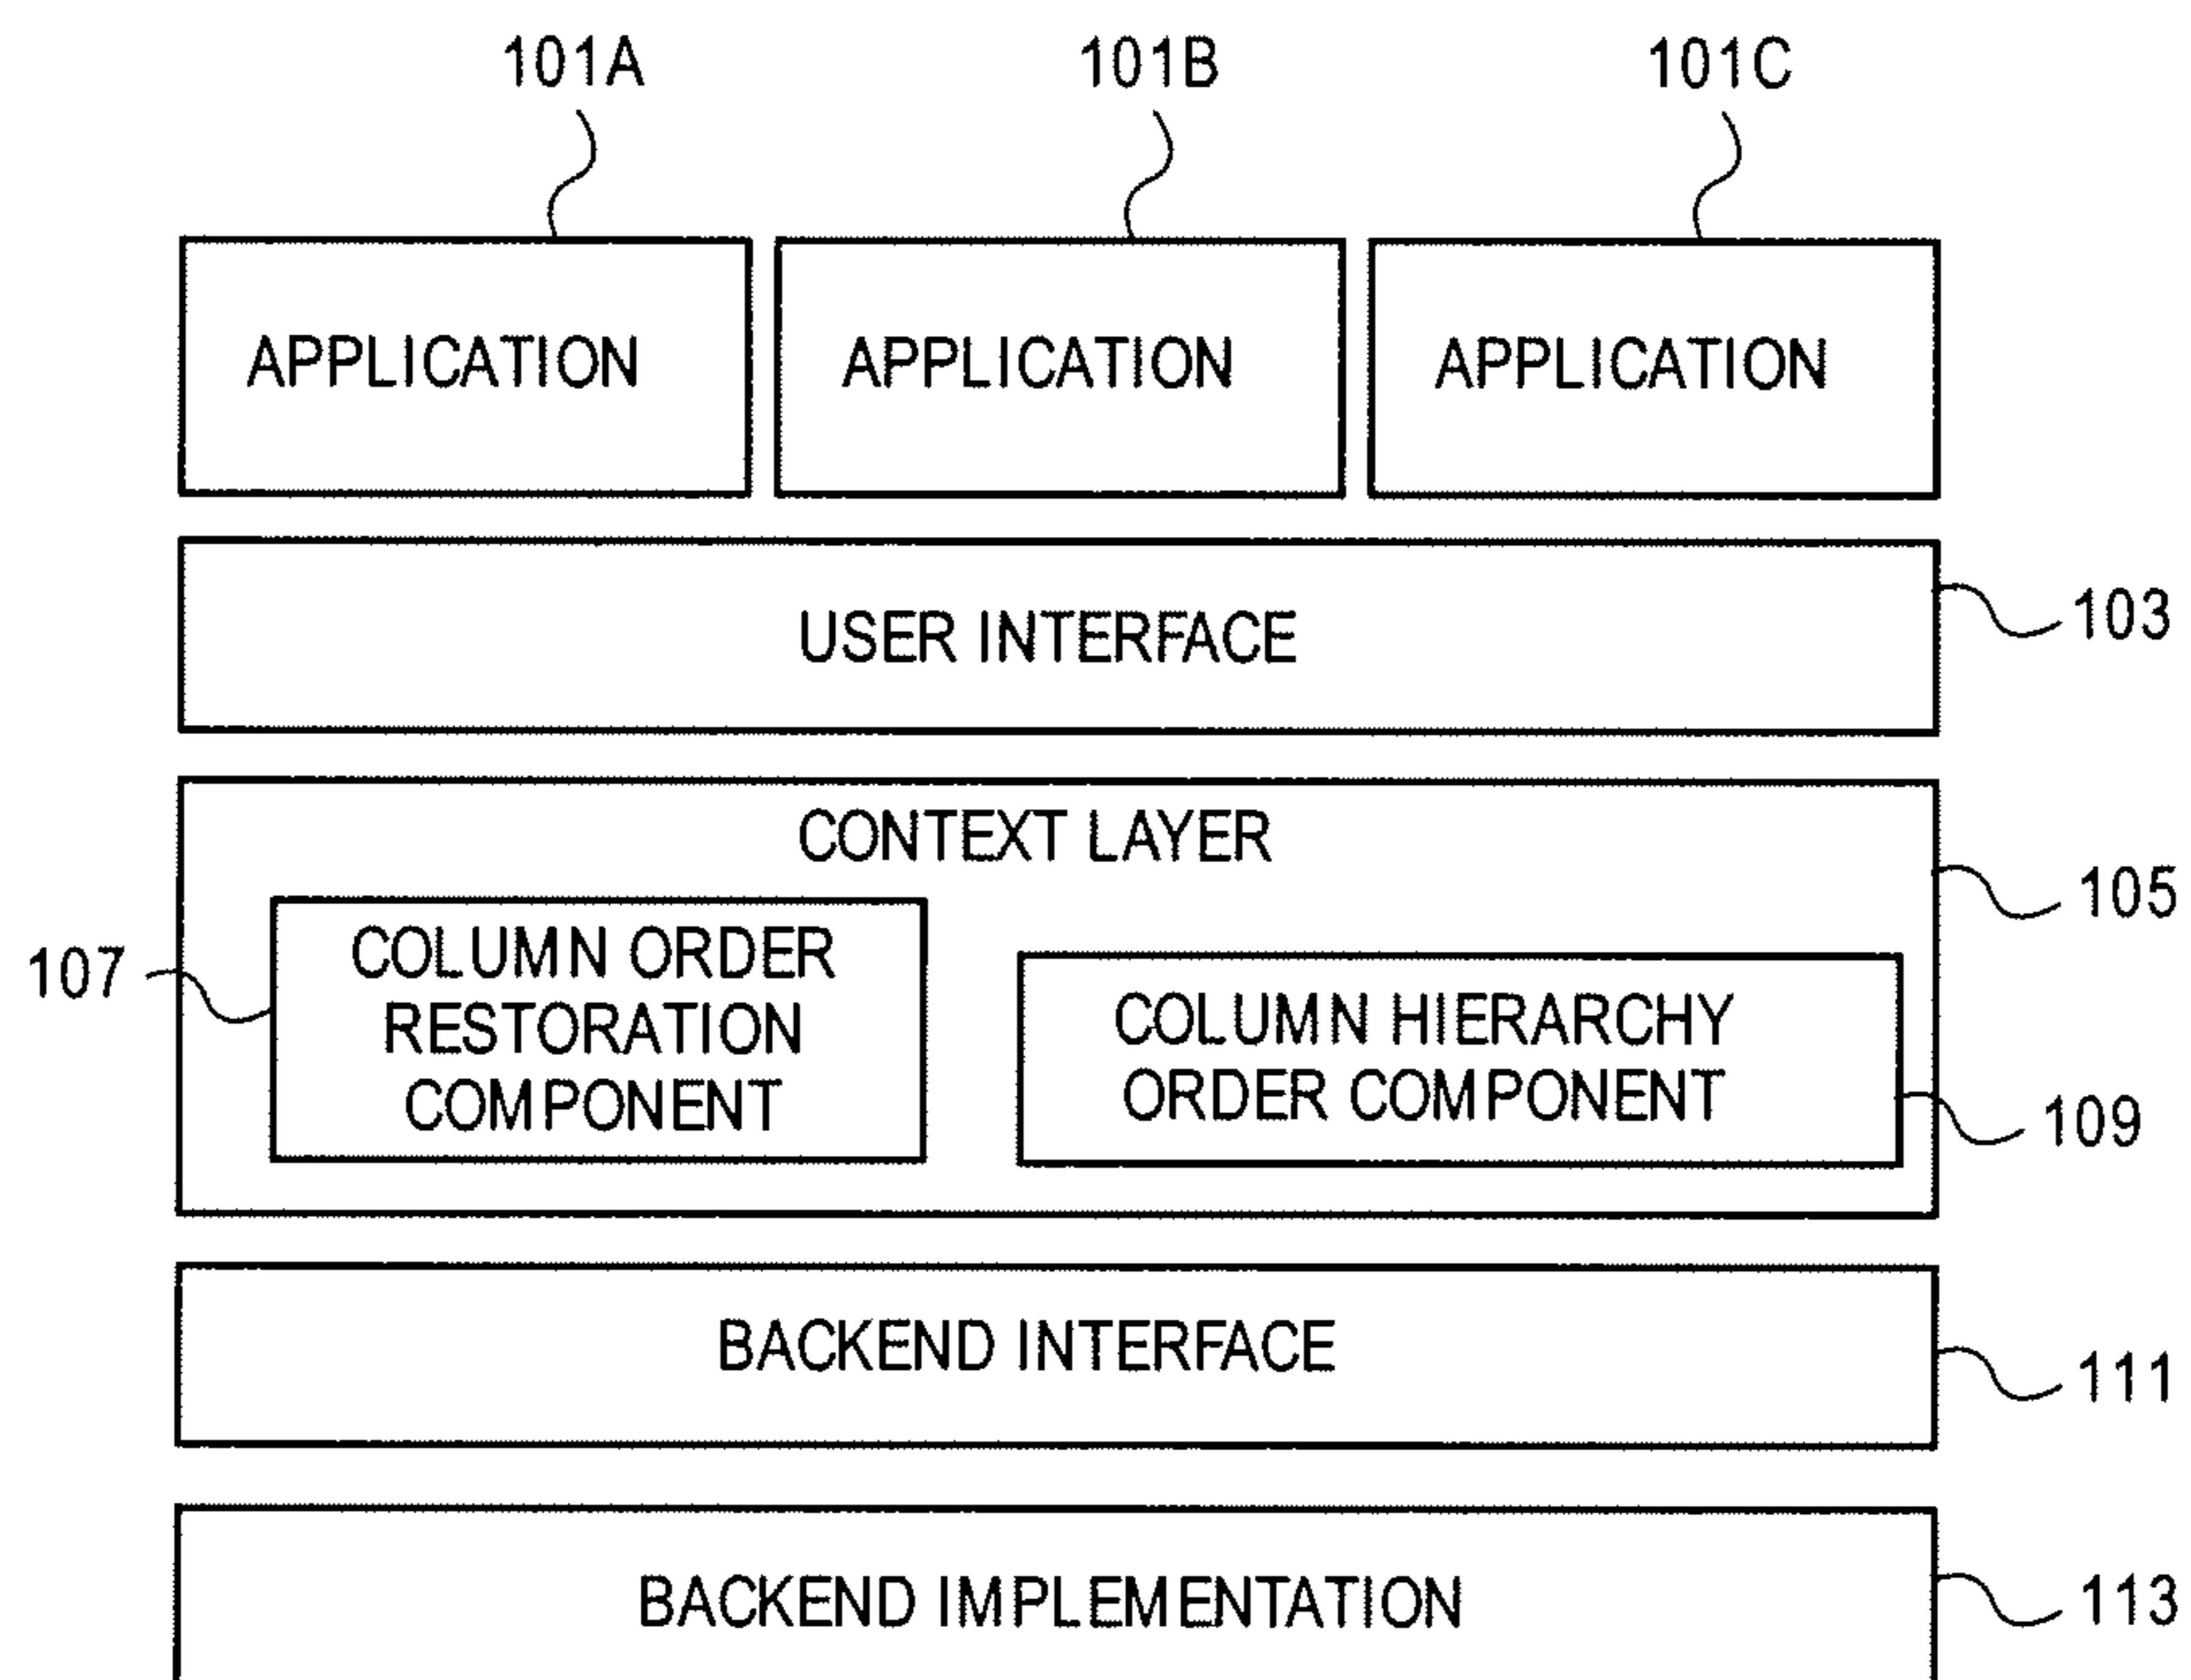 101A 101B 101C
APPLICATION APPLICATION APPLICATION
USER INTERFACE
103
CONTEXT LAYER
105
107
COLUMN ORDER
RESTORATION
COMPONENT
COLUMN HIERARCHY
ORDER COMPONENT
109
BACKEND INTERFACE
111
BACKEND IMPLEMENTATION
113